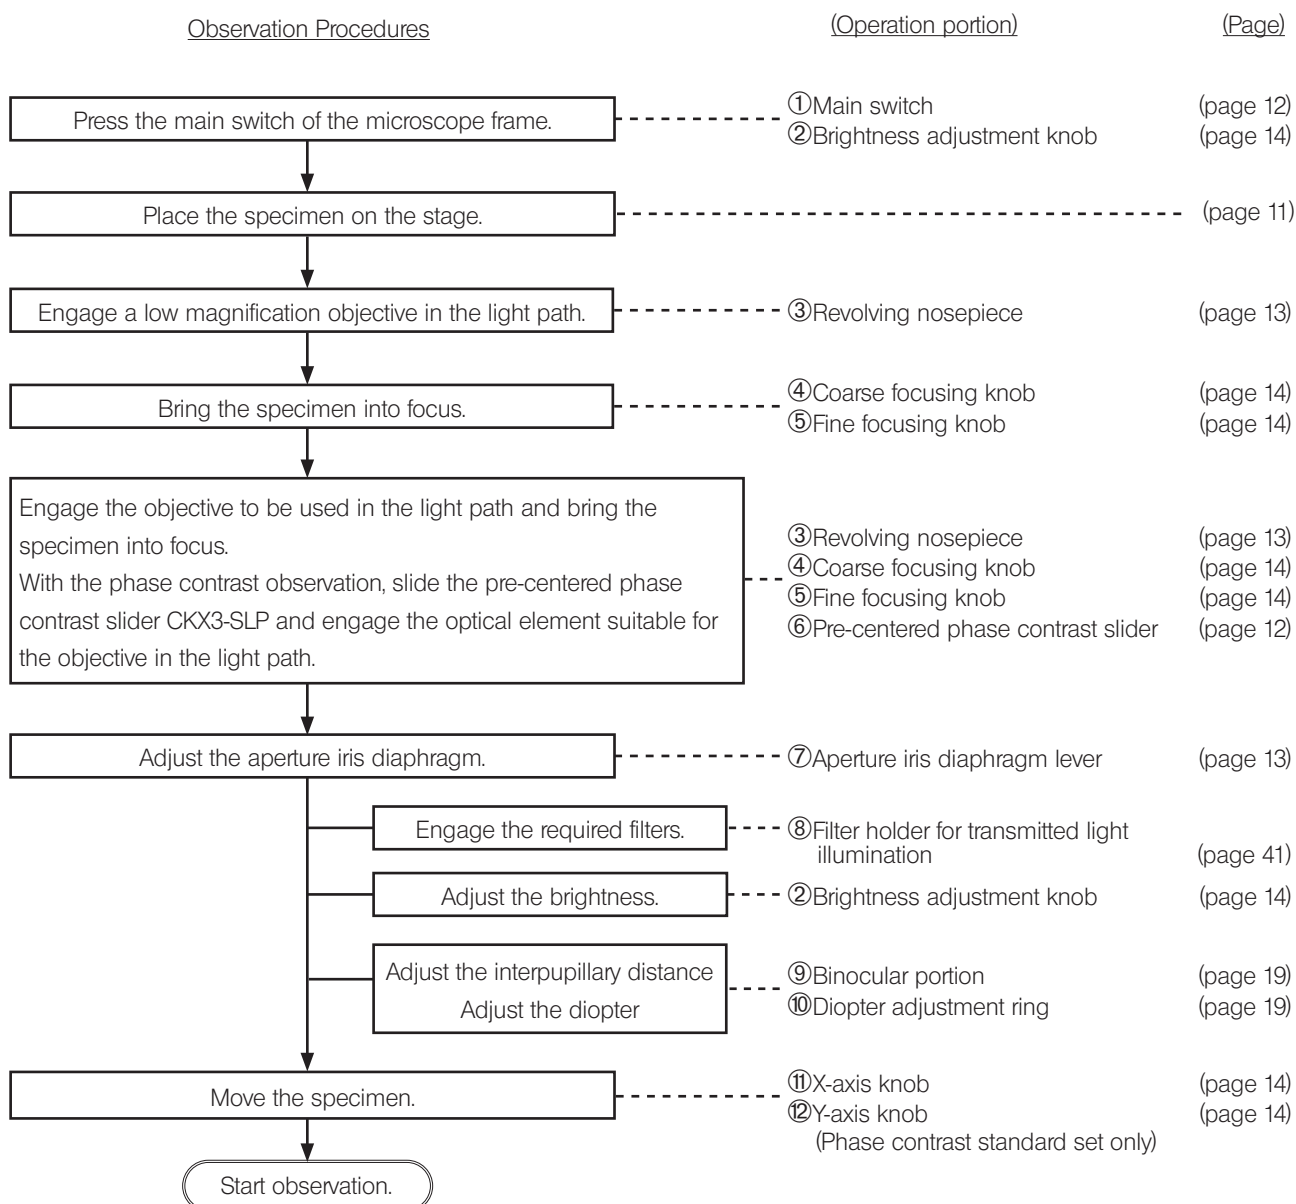 Observation Procedures (Operation portion) (Page)
Press the main switch of the microscope frame. ①Main switch (page 12)
②Brightness adjustment knob (page 14)
Place the specimen on the stage. (page 11)
Engage a low magnification objective in the light path. ③Revolving nosepiece (page 13)
Bring the specimen into focus. ④Coarse focusing knob (page 14)
⑤Fine focusing knob (page 14)
Engage the objective to be used in the light path and bring the
specimen into focus.
With the phase contrast observation, slide the pre-centered phase
contrast slider CKX3-SLP and engage the optical element suitable for
the objective in the light path.
③Revolving nosepiece (page 13)
④Coarse focusing knob (page 14)
⑤Fine focusing knob (page 14)
⑥Pre-centered phase contrast slider (page 12)
Adjust the aperture iris diaphragm. ⑦Aperture iris diaphragm lever (page 13)
Engage the required filters. ⑧Filter holder for transmitted light
illumination (page 41)
Adjust the brightness. ②Brightness adjustment knob (page 14)
Adjust the interpupillary distance ⑨Binocular portion (page 19)
Adjust the diopter ⑩Diopter adjustment ring (page 19)
Move the specimen. ⑪X-axis knob (page 14)
⑫Y-axis knob (page 14)
(Phase contrast standard set only)
Start observation.